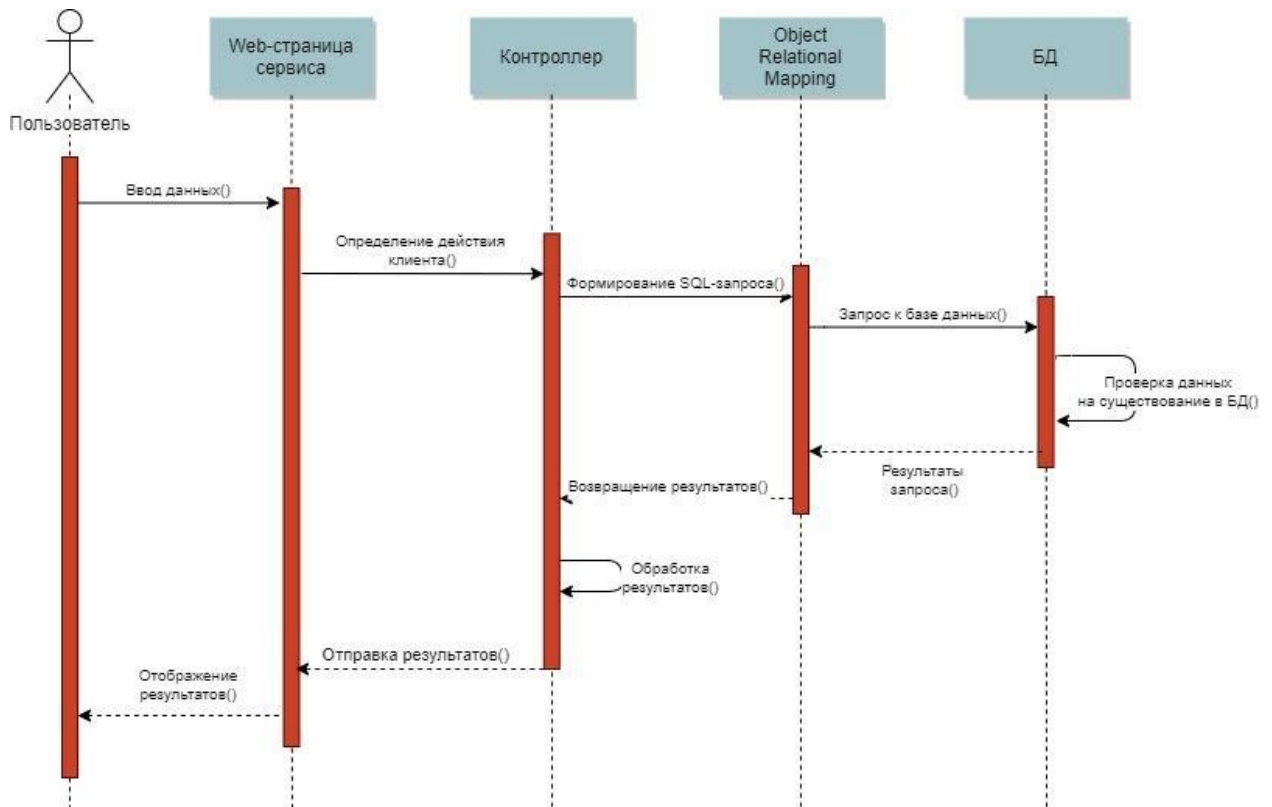 Пользователь
Web-страница
сервиса
Контроллер
Object
Relational
Mapping
БД
Ввод данных()
Определение действия
клиента()
Формирование SQL-запроса()
Запрос к базе данных()
Проверка данных
на существование в БД()
Результаты
запроса()
Возвращение результатов()
Обработка
результатов()
Отправка результатов()
Отображение
результатов()